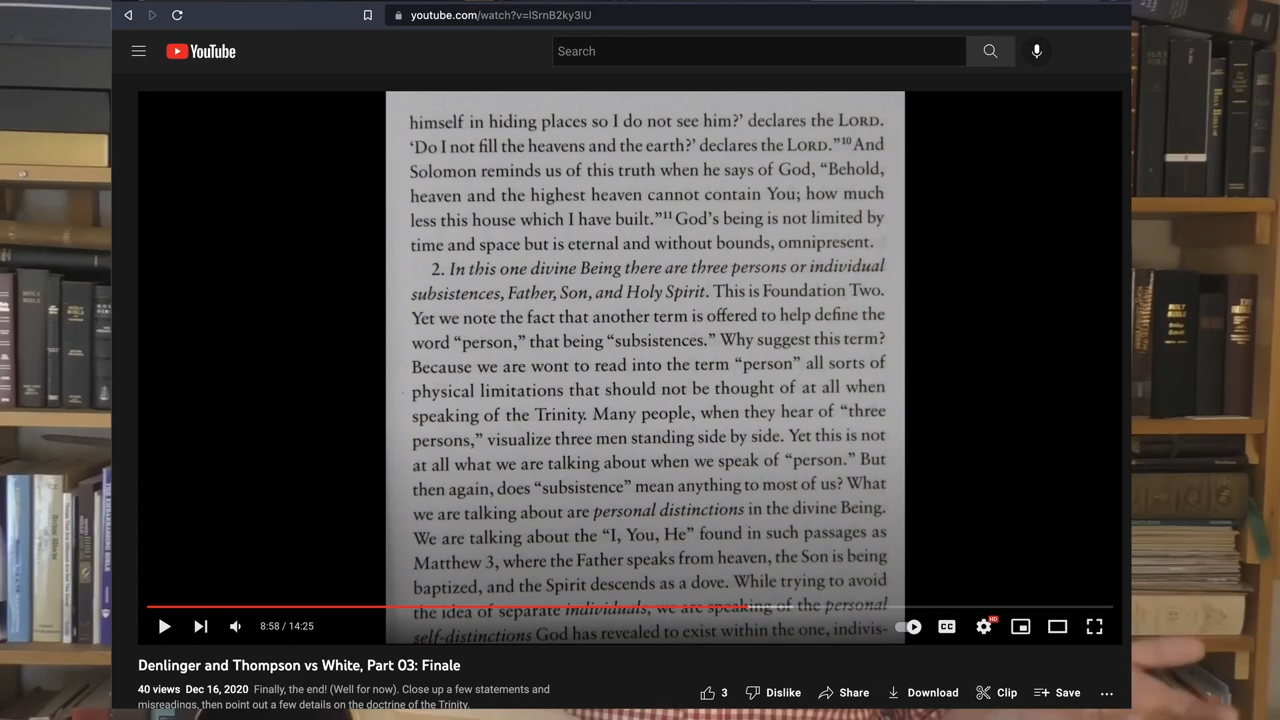 youtube.com/watch?v=lSrnB2ky3lU
YouTube
Search
himself in hiding places so I do not see him?’ declares the LORD.
‘Do I not fill the heavens and the earth?’ declares the LORD.”10 And
Solomon reminds us of this truth when he says of God, “Behold,
heaven and the highest heaven cannot contain You; how much
less this house which I have built.”11 God’s being is not limited by
time and space but is eternal and without bounds, omnipresent.
2. In this one divine Being there are three persons or individual
subsistences, Father, Son, and Holy Spirit. This is Foundation Two.
Yet we note the fact that another term is offered to help define the
word “person,” that being “subsistences.” Why suggest this term?
Because we are wont to read into the term “person” all sorts of
physical limitations that should not be thought of at all when
speaking of the Trinity. Many people, when they hear of “three
persons,” visualize three men standing side by side. Yet this is not
at all what we are talking about when we speak of “person.” But
then again, does “subsistence” mean anything to most of us? What
we are talking about are personal distinctions in the divine Being.
We are talking about the “I, You, He” found in such passages as
Matthew 3, where the Father speaks from heaven, the Son is being
baptized, and the Spirit descends as a dove. While trying to avoid
the idea of separate individuals, we are speaking of the personal
self-distinctions God has revealed to exist within the one, indivis-
8:58 / 14:25
CC
HD
Denlinger and Thompson vs White, Part 03: Finale
40 views Dec 16, 2020 Finally, the end! (Well for now). Close up a few statements and
misreadings, then point out a few details on the doctrine of the Trinity.
3 Dislike Share Download Clip Save
HOLY BIBLE